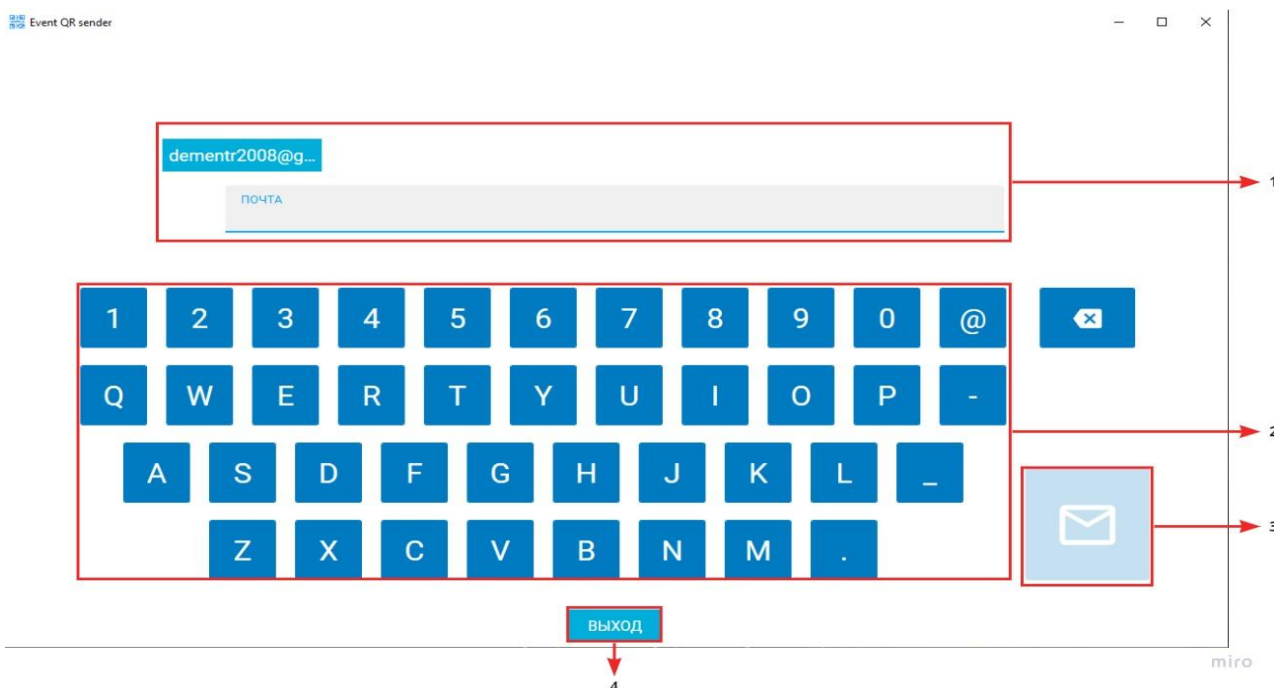 Event QR sender
dementr2008@g...
ПОЧТА
1
1 2 3 4 5 6 7 8 9 0 @
Q W E R T Y U I O P -
2
A S D F G H J K L _
Z X C V B N M .
3
ВЫХОД
miro
4